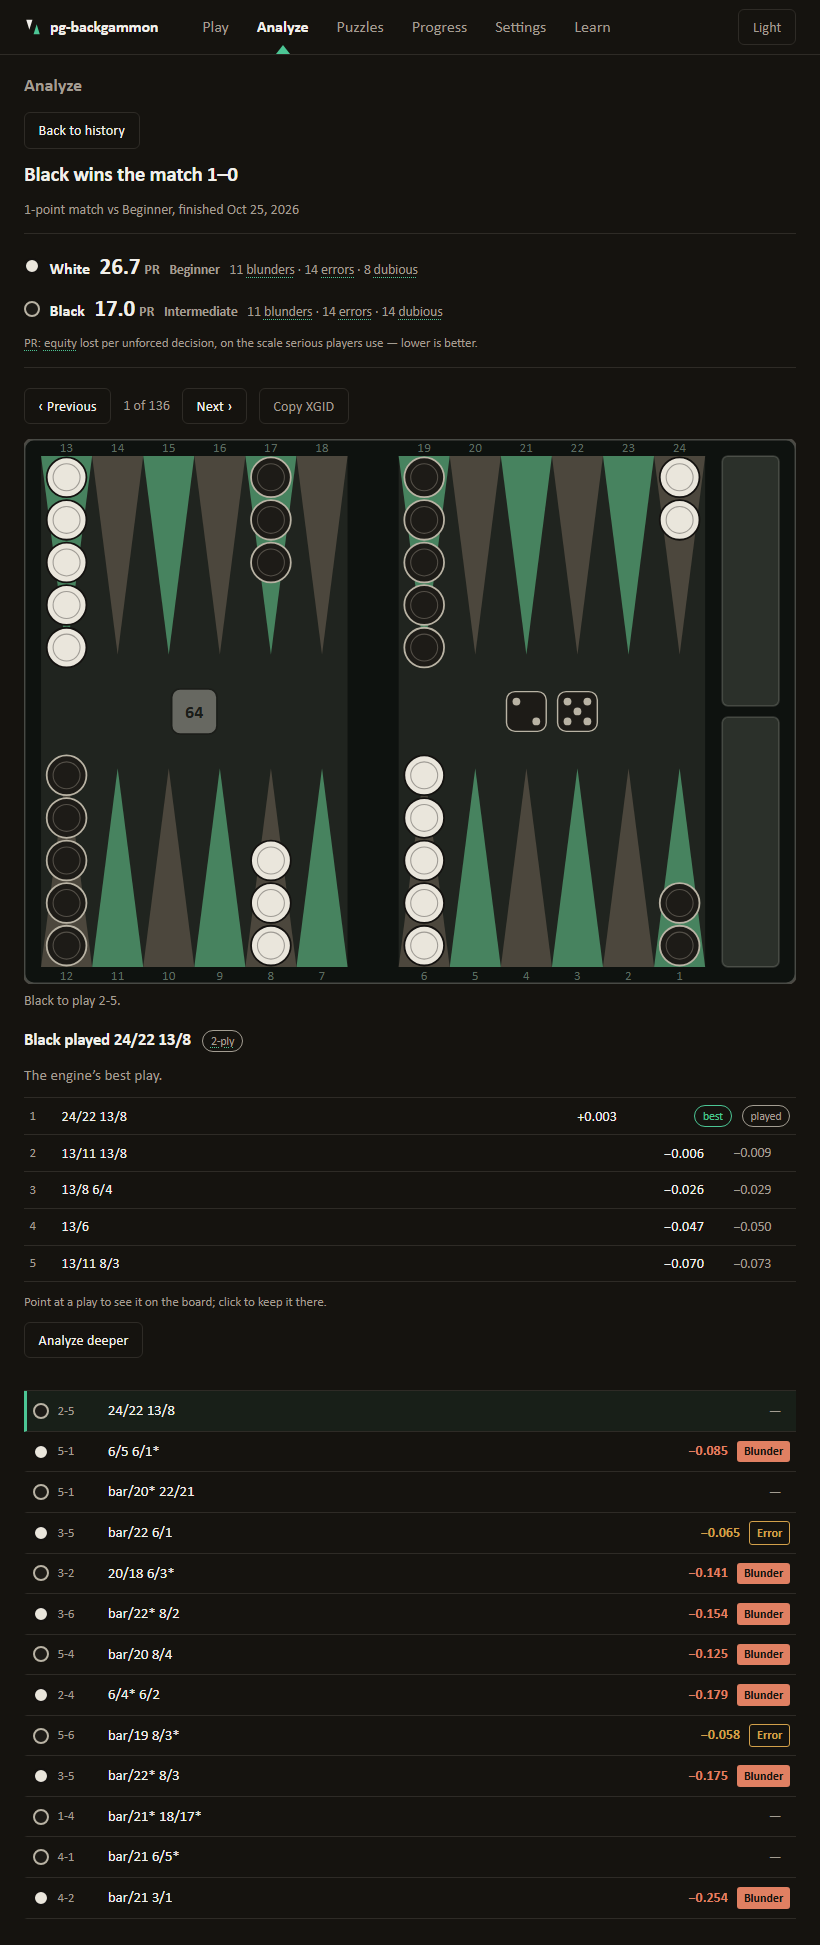 pg-backgammon Play Analyze Puzzles Progress Settings Learn Light
Analyze
Back to history
Black wins the match 1–0
1-point match vs Beginner, finished Oct 25, 2026
White 26.7 PR Beginner 11 blunders · 14 errors · 8 dubious
Black 17.0 PR Intermediate 11 blunders · 14 errors · 14 dubious
PR: equity lost per unforced decision, on the scale serious players use — lower is better.
‹ Previous 1 of 136 Next › Copy XGID
13 14 15 16 17 18 19 20 21 22 23 24
64
12 11 10 9 8 7 6 5 4 3 2 1
Black to play 2-5.
Black played 24/22 13/8 2-ply
The engine’s best play.
1 24/22 13/8 +0.003 best played
2 13/11 13/8 −0.006 −0.009
3 13/8 6/4 −0.026 −0.029
4 13/6 −0.047 −0.050
5 13/11 8/3 −0.070 −0.073
Point at a play to see it on the board; click to keep it there.
Analyze deeper
2-5 24/22 13/8 —
5-1 6/5 6/1* −0.085 Blunder
5-1 bar/20* 22/21 —
3-5 bar/22 6/1 −0.065 Error
3-2 20/18 6/3* −0.141 Blunder
3-6 bar/22* 8/2 −0.154 Blunder
5-4 bar/20 8/4 −0.125 Blunder
2-4 6/4* 6/2 −0.179 Blunder
5-6 bar/19 8/3* −0.058 Error
3-5 bar/22* 8/3 −0.175 Blunder
1-4 bar/21* 18/17* —
4-1 bar/21 6/5* —
4-2 bar/21 3/1 −0.254 Blunder